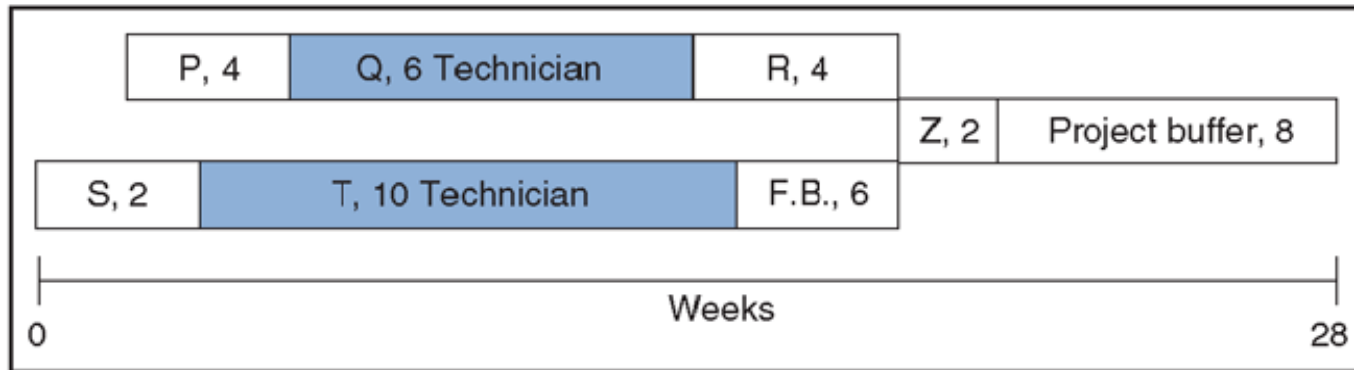 P, 4
Q, 6 Technician
R, 4
Z, 2
Project buffer, 8
S, 2
T, 10 Technician
F.B., 6
Weeks
0
28